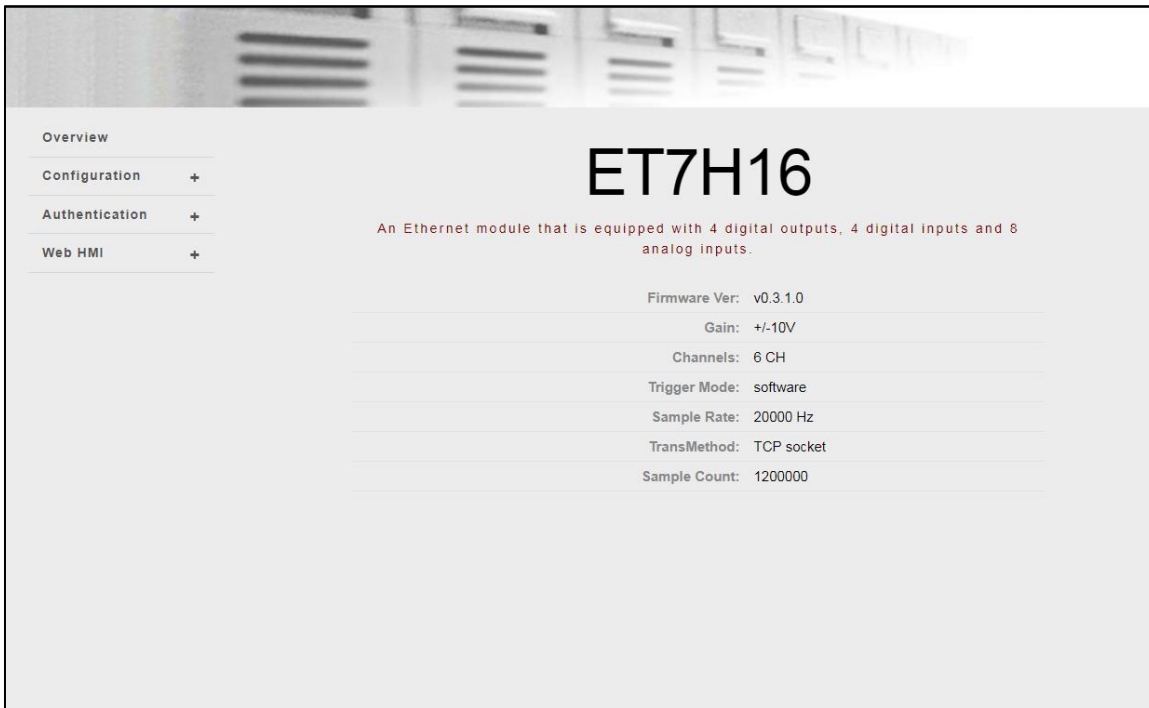 Overview
Configuration +
Authentication +
Web HMI +
ET7H16
An Ethernet module that is equipped with 4 digital outputs, 4 digital inputs and 8
analog inputs.
Firmware Ver: v0.3.1.0
Gain: +/-10V
Channels: 6 CH
Trigger Mode: software
Sample Rate: 20000 Hz
TransMethod: TCP socket
Sample Count: 1200000